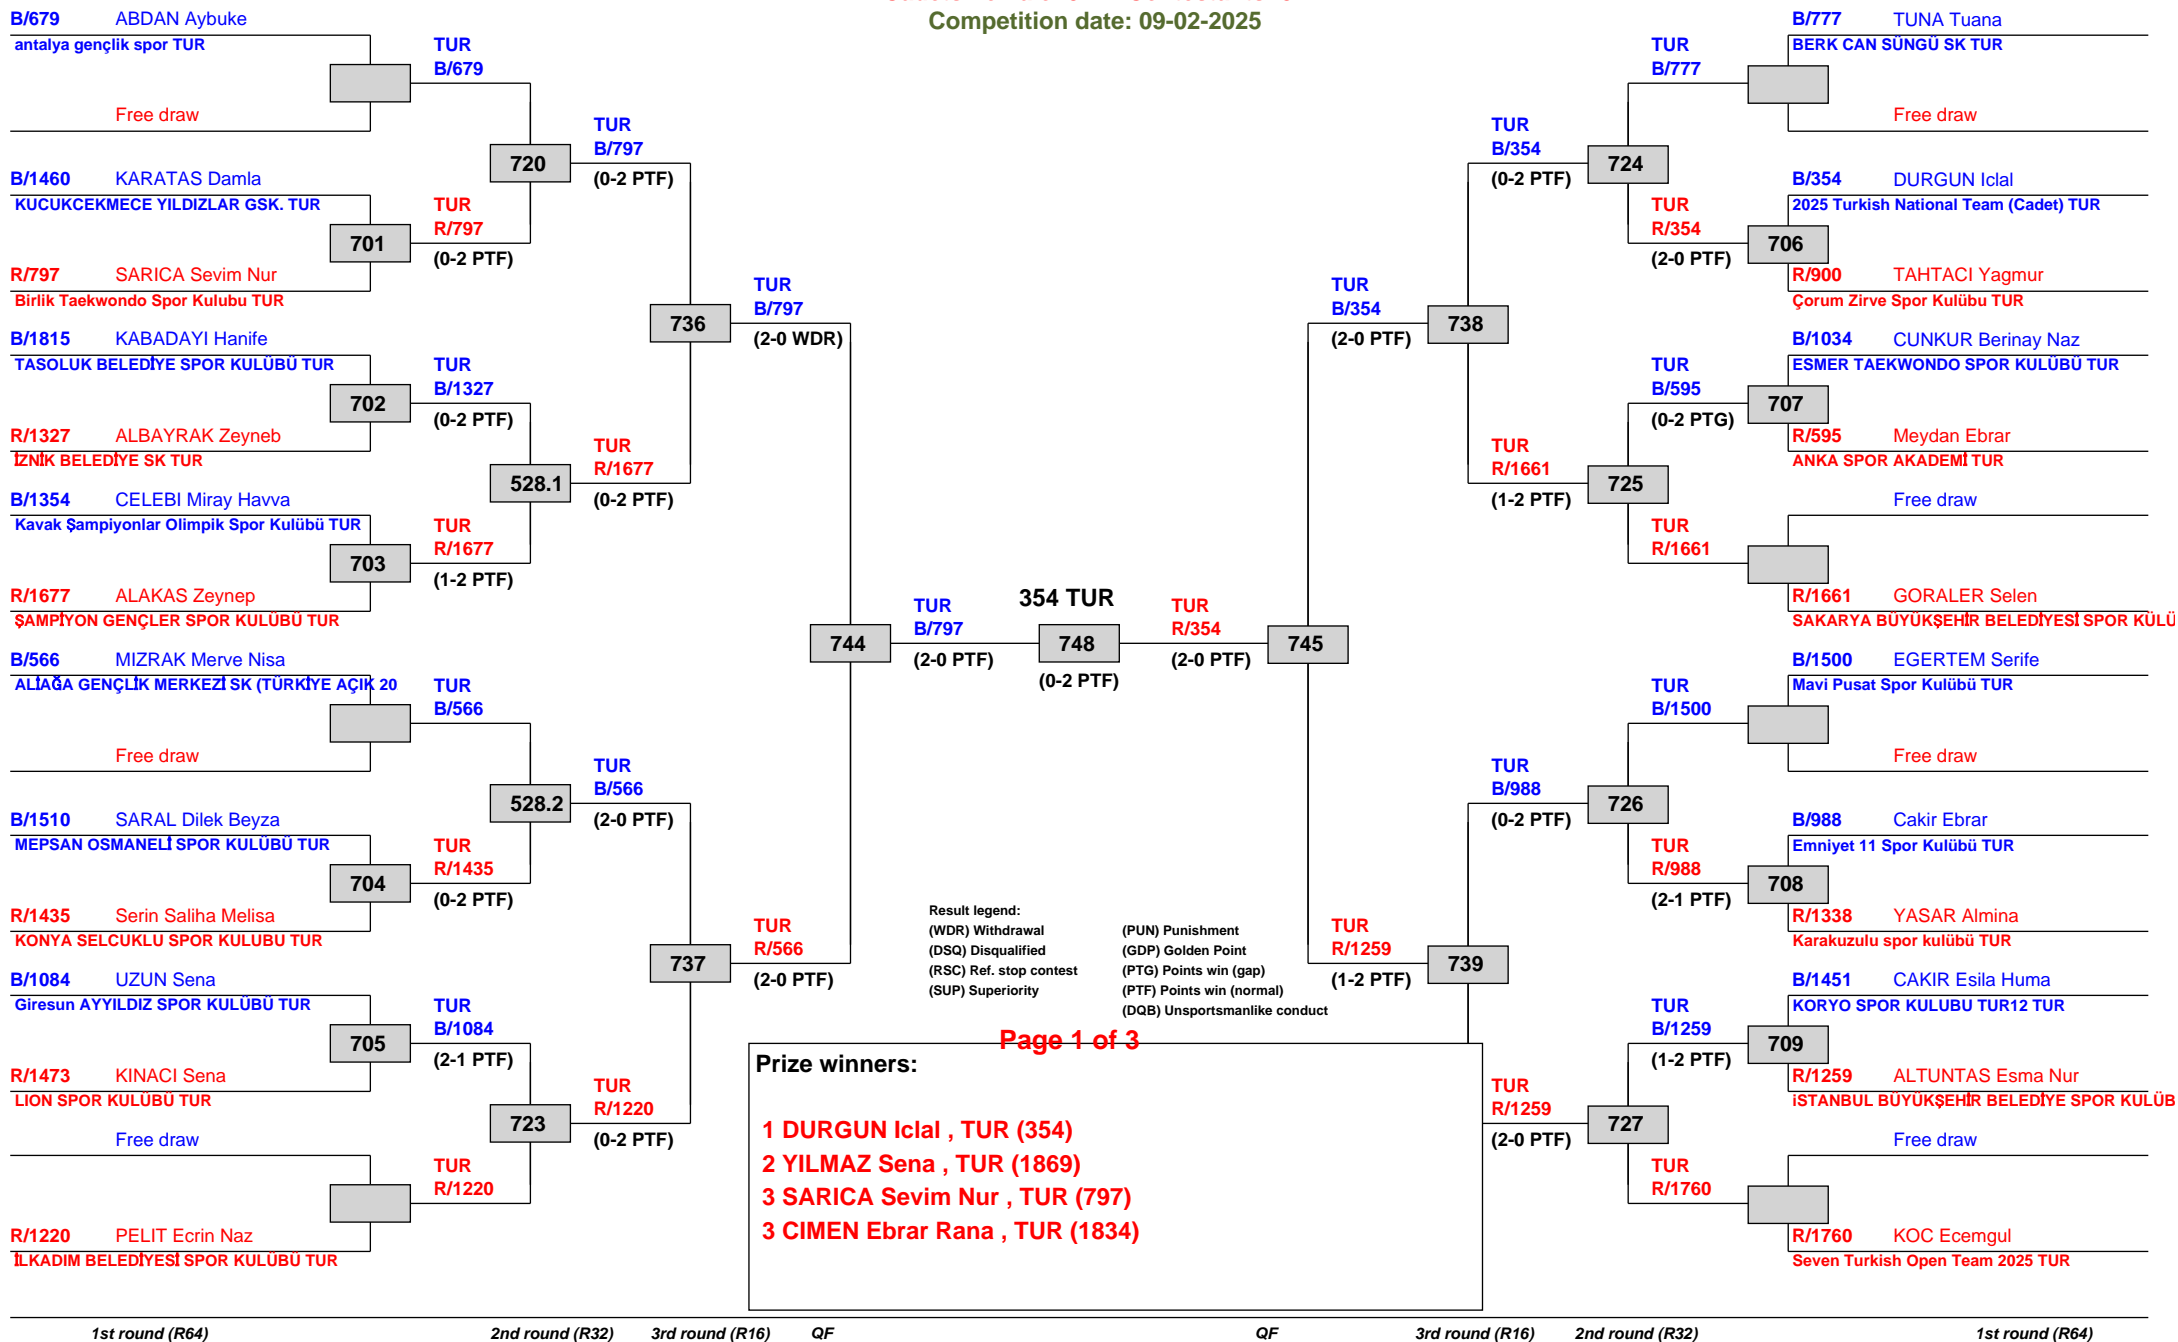 Competition date: 09-02-2025
B/679 ABDAN Aybuke
antalya gençlik spor TUR
Free draw
B/1460 KARATAS Damla
KUCUKCEKMECE YILDIZLAR GSK. TUR
701
R/797 SARICA Sevim Nur
Birlik Taekwondo Spor Kulubu TUR
B/1815 KABADAYI Hanife
TASOLUK BELEDİYE SPOR KULÜBÜ TUR
702
R/1327 ALBAYRAK Zeyneb
İZNİK BELEDİYE SK TUR
B/1354 CELEBI Miray Havva
Kavak Şampiyonlar Olimpik Spor Kulübü TUR
703
R/1677 ALAKAS Zeynep
ŞAMPİYON GENÇLER SPOR KULÜBÜ TUR
B/566 MIZRAK Merve Nisa
ALİAĞA GENÇLİK MERKEZİ SK (TÜRKİYE AÇIK 20
Free draw
B/1510 SARAL Dilek Beyza
MEPSAN OSMANELİ SPOR KULÜBÜ TUR
704
R/1435 Serin Saliha Melisa
KONYA SELCUKLU SPOR KULUBU TUR
B/1084 UZUN Sena
Giresun AYYILDIZ SPOR KULÜBÜ TUR
705
R/1473 KINACI Sena
LION SPOR KULÜBÜ TUR
Free draw
R/1220 PELIT Ecrin Naz
İLKADIM BELEDİYESİ SPOR KULÜBÜ TUR
TUR
B/679
720
TUR
R/797
(0-2 PTF)
TUR
B/1327
(0-2 PTF)
528.1
TUR
R/1677
(1-2 PTF)
TUR
B/566
528.2
TUR
R/1435
(0-2 PTF)
TUR
B/1084
(2-1 PTF)
723
TUR
R/1220
TUR
B/797
(0-2 PTF)
736
TUR
R/1677
(0-2 PTF)
TUR
B/566
(2-0 PTF)
737
TUR
R/1220
(0-2 PTF)
TUR
B/797
(2-0 WDR)
744
TUR
R/566
(2-0 PTF)
TUR
B/797
(2-0 PTF)
354 TUR
748
(0-2 PTF)
TUR
R/354
(2-0 PTF)
745
TUR
B/354
(2-0 PTF)
TUR
R/1259
(1-2 PTF)
738
739
TUR
B/354
(0-2 PTF)
TUR
R/1661
(1-2 PTF)
TUR
B/988
(0-2 PTF)
TUR
R/1259
(2-0 PTF)
724
725
726
727
TUR
B/777
TUR
R/354
(2-0 PTF)
TUR
B/595
(0-2 PTG)
TUR
R/1661
TUR
B/1500
TUR
R/988
(2-1 PTF)
TUR
B/1259
(1-2 PTF)
TUR
R/1760
B/777 TUNA Tuana
BERK CAN SÜNGÜ SK TUR
Free draw
B/354 DURGUN Iclal
2025 Turkish National Team (Cadet) TUR
706
R/900 TAHTACI Yagmur
Çorum Zirve Spor Kulübu TUR
B/1034 CUNKUR Berinay Naz
ESMER TAEKWONDO SPOR KULÜBÜ TUR
707
R/595 Meydan Ebrar
ANKA SPOR AKADEMİ TUR
Free draw
R/1661 GORALER Selen
SAKARYA BÜYÜKŞEHİR BELEDİYESİ SPOR KÜLÜ
B/1500 EGERTEM Serife
Mavi Pusat Spor Kulübü TUR
Free draw
B/988 Cakir Ebrar
Emniyet 11 Spor Kulübü TUR
708
R/1338 YASAR Almina
Karakuzulu spor kulübü TUR
B/1451 CAKIR Esila Huma
KORYO SPOR KULUBU TUR12 TUR
709
R/1259 ALTUNTAS Esma Nur
iSTANBUL BÜYÜKŞEHİR BELEDİYE SPOR KULÜB
Free draw
R/1760 KOC Ecemgul
Seven Turkish Open Team 2025 TUR
Result legend:
(WDR) Withdrawal (PUN) Punishment
(DSQ) Disqualified (GDP) Golden Point
(RSC) Ref. stop contest (PTG) Points win (gap)
(SUP) Superiority (PTF) Points win (normal)
(DQB) Unsportsmanlike conduct
Page 1 of 3
Prize winners:
1 DURGUN Iclal , TUR (354)
2 YILMAZ Sena , TUR (1869)
3 SARICA Sevim Nur , TUR (797)
3 CIMEN Ebrar Rana , TUR (1834)
1st round (R64) 2nd round (R32) 3rd round (R16) QF QF 3rd round (R16) 2nd round (R32) 1st round (R64)